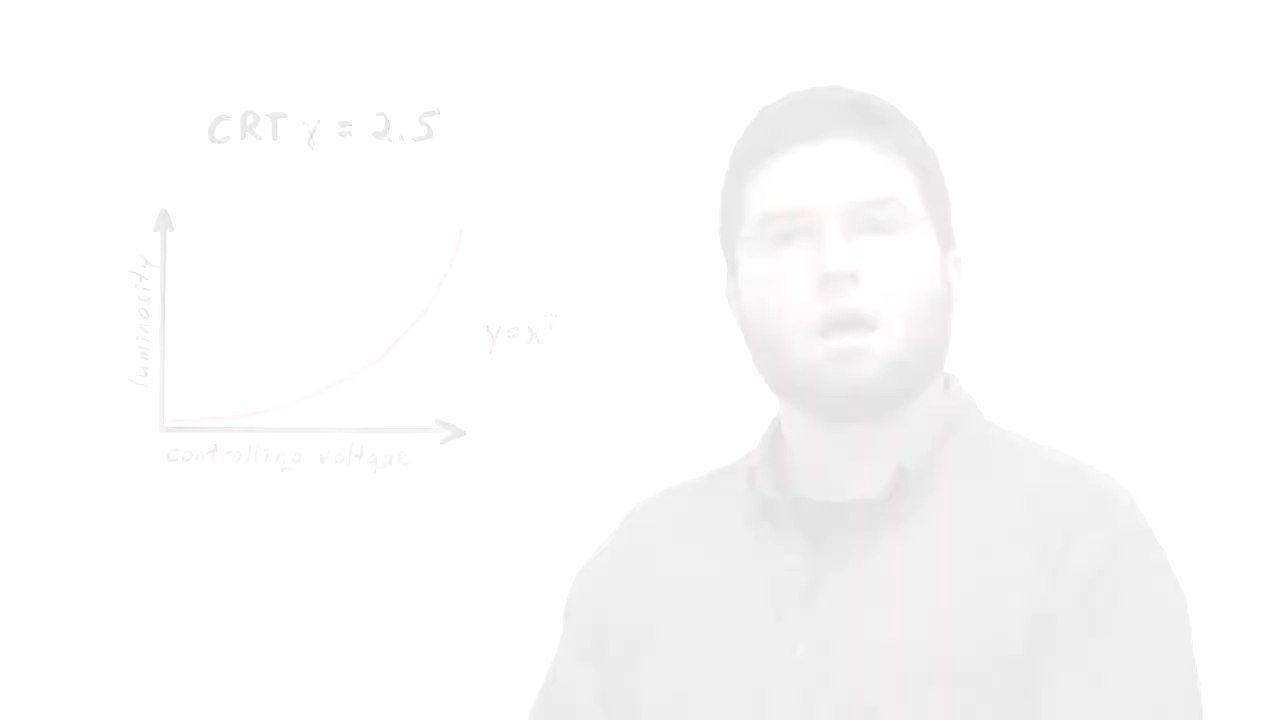 CRT γ = 2.5
luminosity
y=x^γ
controlling voltage